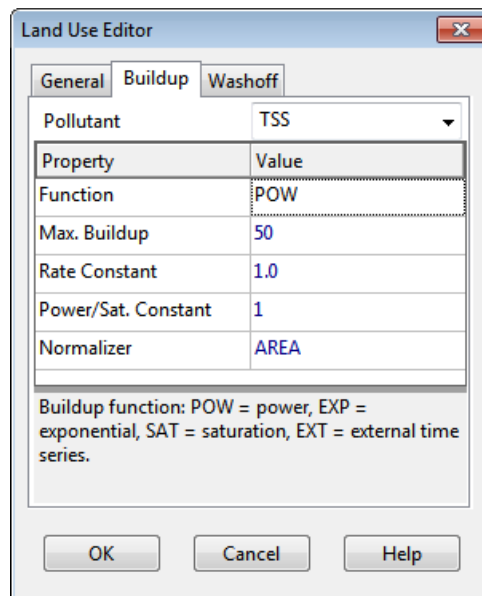 Land Use Editor
General Buildup Washoff
Pollutant TSS
Property Value
Function POW
Max. Buildup 50
Rate Constant 1.0
Power/Sat. Constant 1
Normalizer AREA
Buildup function: POW = power, EXP =
exponential, SAT = saturation, EXT = external time
series.
OK Cancel Help